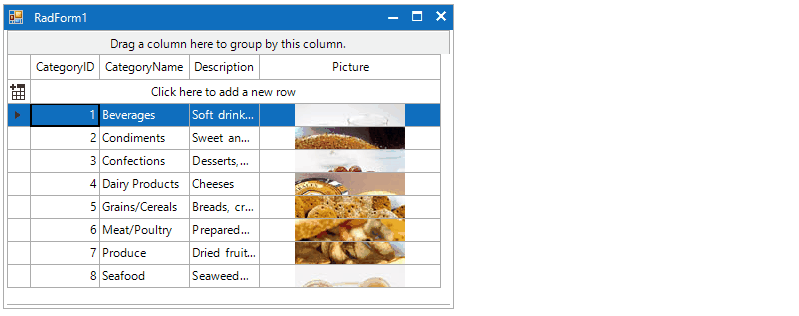 RadForm1
Drag a column here to group by this column.
CategoryID CategoryName Description Picture
Click here to add a new row
1 Beverages Soft drink...
2 Condiments Sweet an...
3 Confections Desserts,...
4 Dairy Products Cheeses
5 Grains/Cereals Breads, cr...
6 Meat/Poultry Prepared...
7 Produce Dried fruit...
8 Seafood Seaweed...